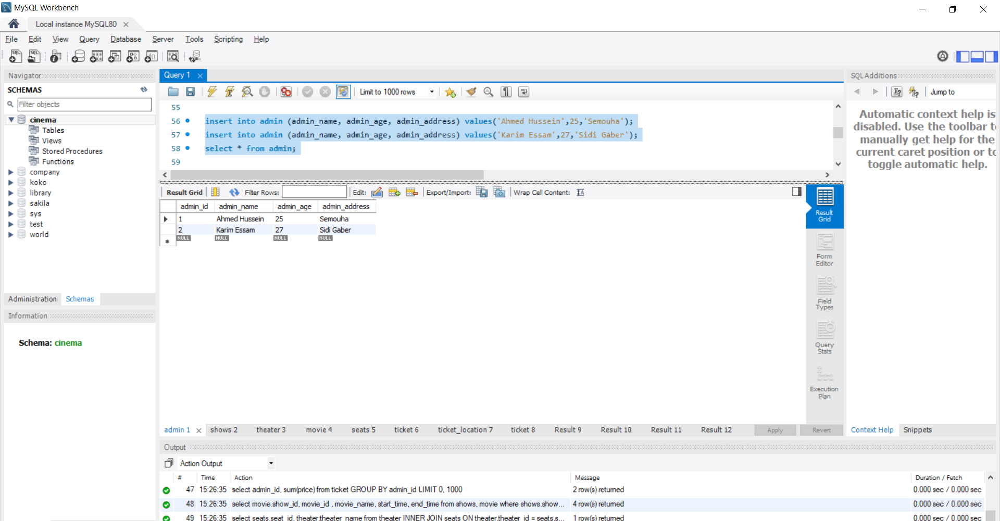 MySQL Workbench
Local instance MySQL80
File Edit View Query Database Server Tools Scripting Help
Navigator
SCHEMAS
Filter objects
cinema
Tables
Views
Stored Procedures
Functions
company
koko
library
sakila
sys
test
world
Administration Schemas
Information
Schema: cinema
Query 1
Limit to 1000 rows
55
56 insert into admin (admin_name, admin_age, admin_address) values('Ahmed Hussein',25,'Semouha');
57 insert into admin (admin_name, admin_age, admin_address) values('Karim Essam',27,'Sidi Gaber');
58 select * from admin;
59
Result Grid Filter Rows: Edit: Export/Import: Wrap Cell Content:
admin_id admin_name admin_age admin_address
1 Ahmed Hussein 25 Semouha
2 Karim Essam 27 Sidi Gaber
NULL NULL NULL NULL
Result
Grid
Form
Editor
Field
Types
Query
Stats
Execution
Plan
admin 1 shows 2 theater 3 movie 4 seats 5 ticket 6 ticket_location 7 ticket 8 Result 9 Result 10 Result 11 Result 12 Apply Revert
SQLAdditions
Jump to
Automatic context help is
disabled. Use the toolbar t
manually get help for the
current caret position or to
toggle automatic help.
Context Help Snippets
Output
Action Output
# Time Action Message Duration / Fetch
47 15:26:35 select admin_id, sum(price) from ticket GROUP BY admin_id LIMIT 0, 1000 2 row(s) returned 0.000 sec / 0.000 sec
48 15:26:35 select movie.show_id, movie_id , movie_name, start_time, end_time from shows, movie where shows.show... 4 row(s) returned 0.000 sec / 0.000 sec
49 15:26:35 select seats.seat_id, theater.theater_name from theater INNER JOIN seats ON theater.theater_id = seats.s... 1 row(s) returned 0.000 sec / 0.000 sec